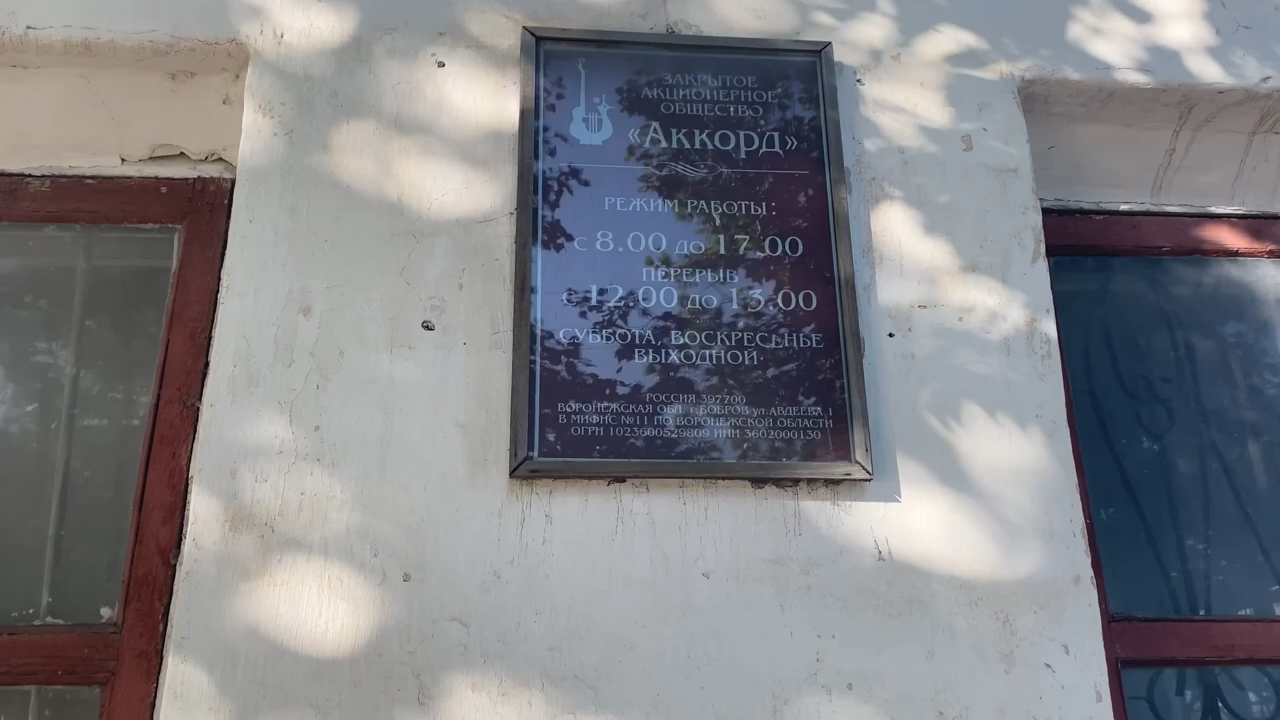 ЗАКРЫТОЕ
АКЦИОНЕРНОЕ
ОБЩЕСТВО
«Аккорд»
РЕЖИМ РАБОТЫ:
с 8.00 до 17.00
ПЕРЕРЫВ
с 12.00 до 13.00
СУББОТА, ВОСКРЕСЕНЬЕ
ВЫХОДНОЙ
РОССИЯ 397700
ВОРОНЕЖСКАЯ ОБЛ. г.БОБРОВ ул.АВДЕЕВА 1
В МИФНС №11 ПО ВОРОНЕЖСКОЙ ОБЛАСТИ
ОГРН 1023600529809 ИНН 3602000130